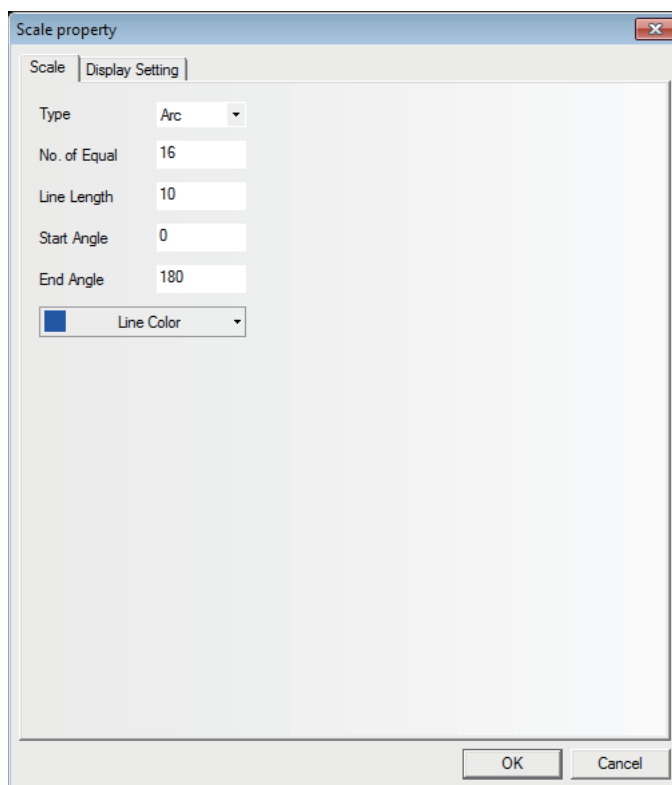 Scale property
Scale Display Setting
Type Arc
No. of Equal 16
Line Length 10
Start Angle 0
End Angle 180
Line Color
OK Cancel